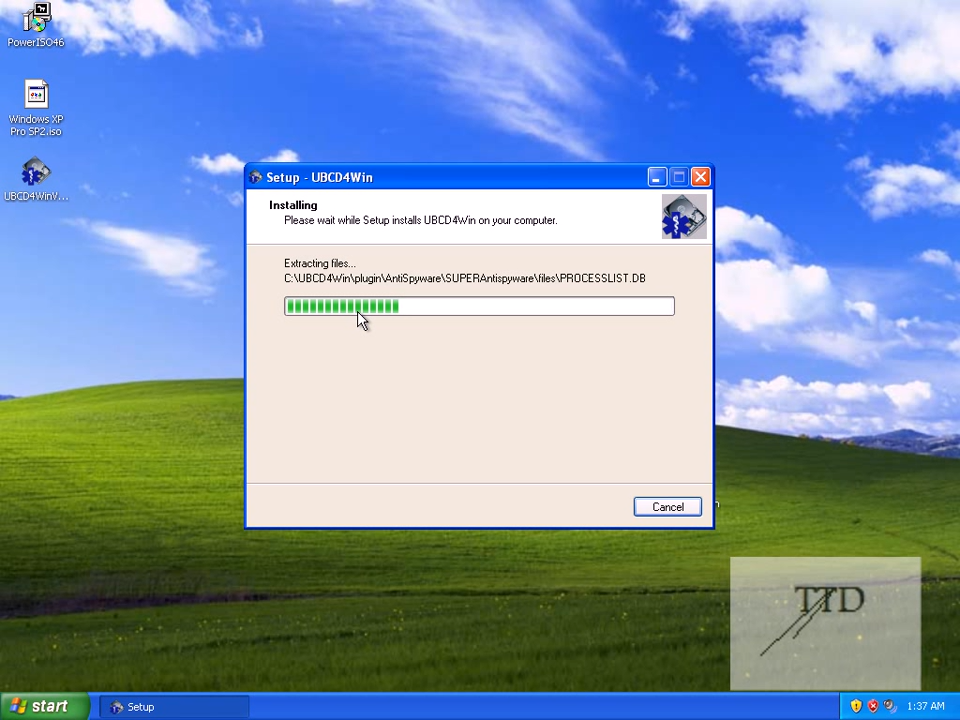 PowerISO46
Windows XP
Pro SP2.iso
UBCD4WinV...
Setup - UBCD4Win
Installing
Please wait while Setup installs UBCD4Win on your computer.
Extracting files...
C:\UBCD4Win\plugin\AntiSpyware\SUPERAntispyware\files\PROCESSLIST.DB
Cancel
TTD
start
Setup
1:37 AM